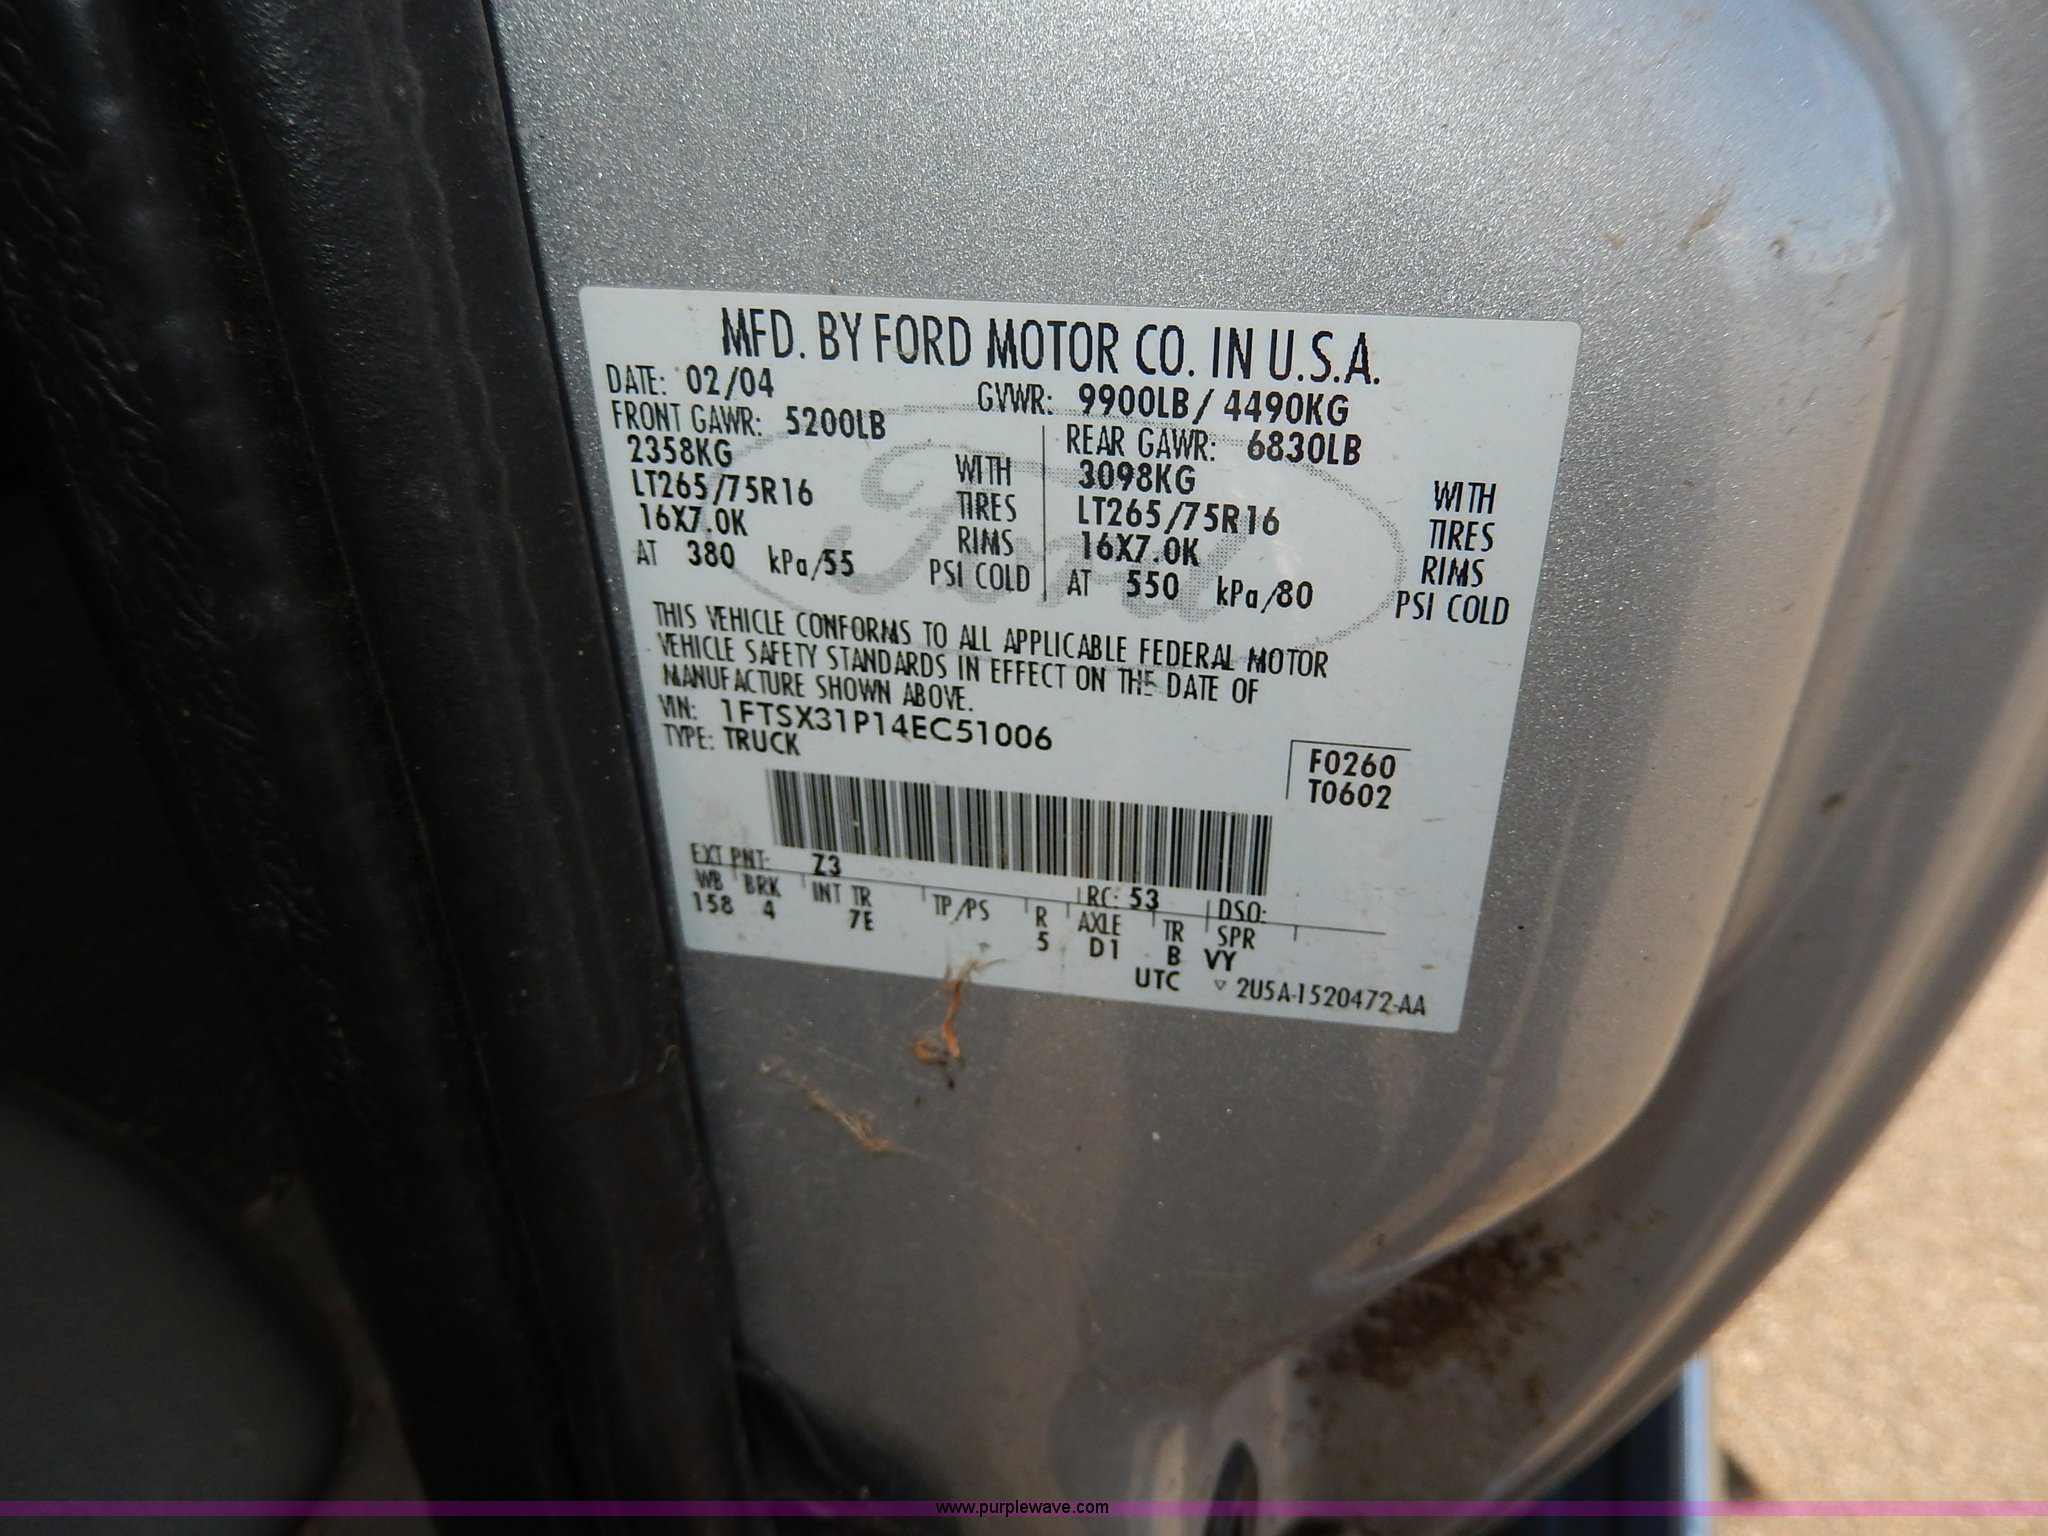 MFD. BY FORD MOTOR CO. IN U.S.A.
DATE: 02/04 GVWR: 9900LB/ 4490KG
FRONT GAWR: 5200LB REAR GAWR: 6830LB
2358KG WITH 3098KG WITH
LT265/75R16 TIRES LT265/75R16 TIRES
16X7.0K RIMS 16X7.0K RIMS
AT 380 kPa/55 PSI COLD AT 550 kPa/80 PSI COLD
Ford
THIS VEHICLE CONFORMS TO ALL APPLICABLE FEDERAL MOTOR
VEHICLE SAFETY STANDARDS IN EFFECT ON THE DATE OF
MANUFACTURE SHOWN ABOVE.
VIN: 1FTSX31P14EC51006
TYPE: TRUCK
F0260
T0602
EXT PNT: Z3 RC: 53 DSO:
WB BRK INT TR TP/PS R AXLE TR SPR
158 4 7E 5 D1 B VY
UTC ▽ 2U5A-1520472-AA
www.purplewave.com